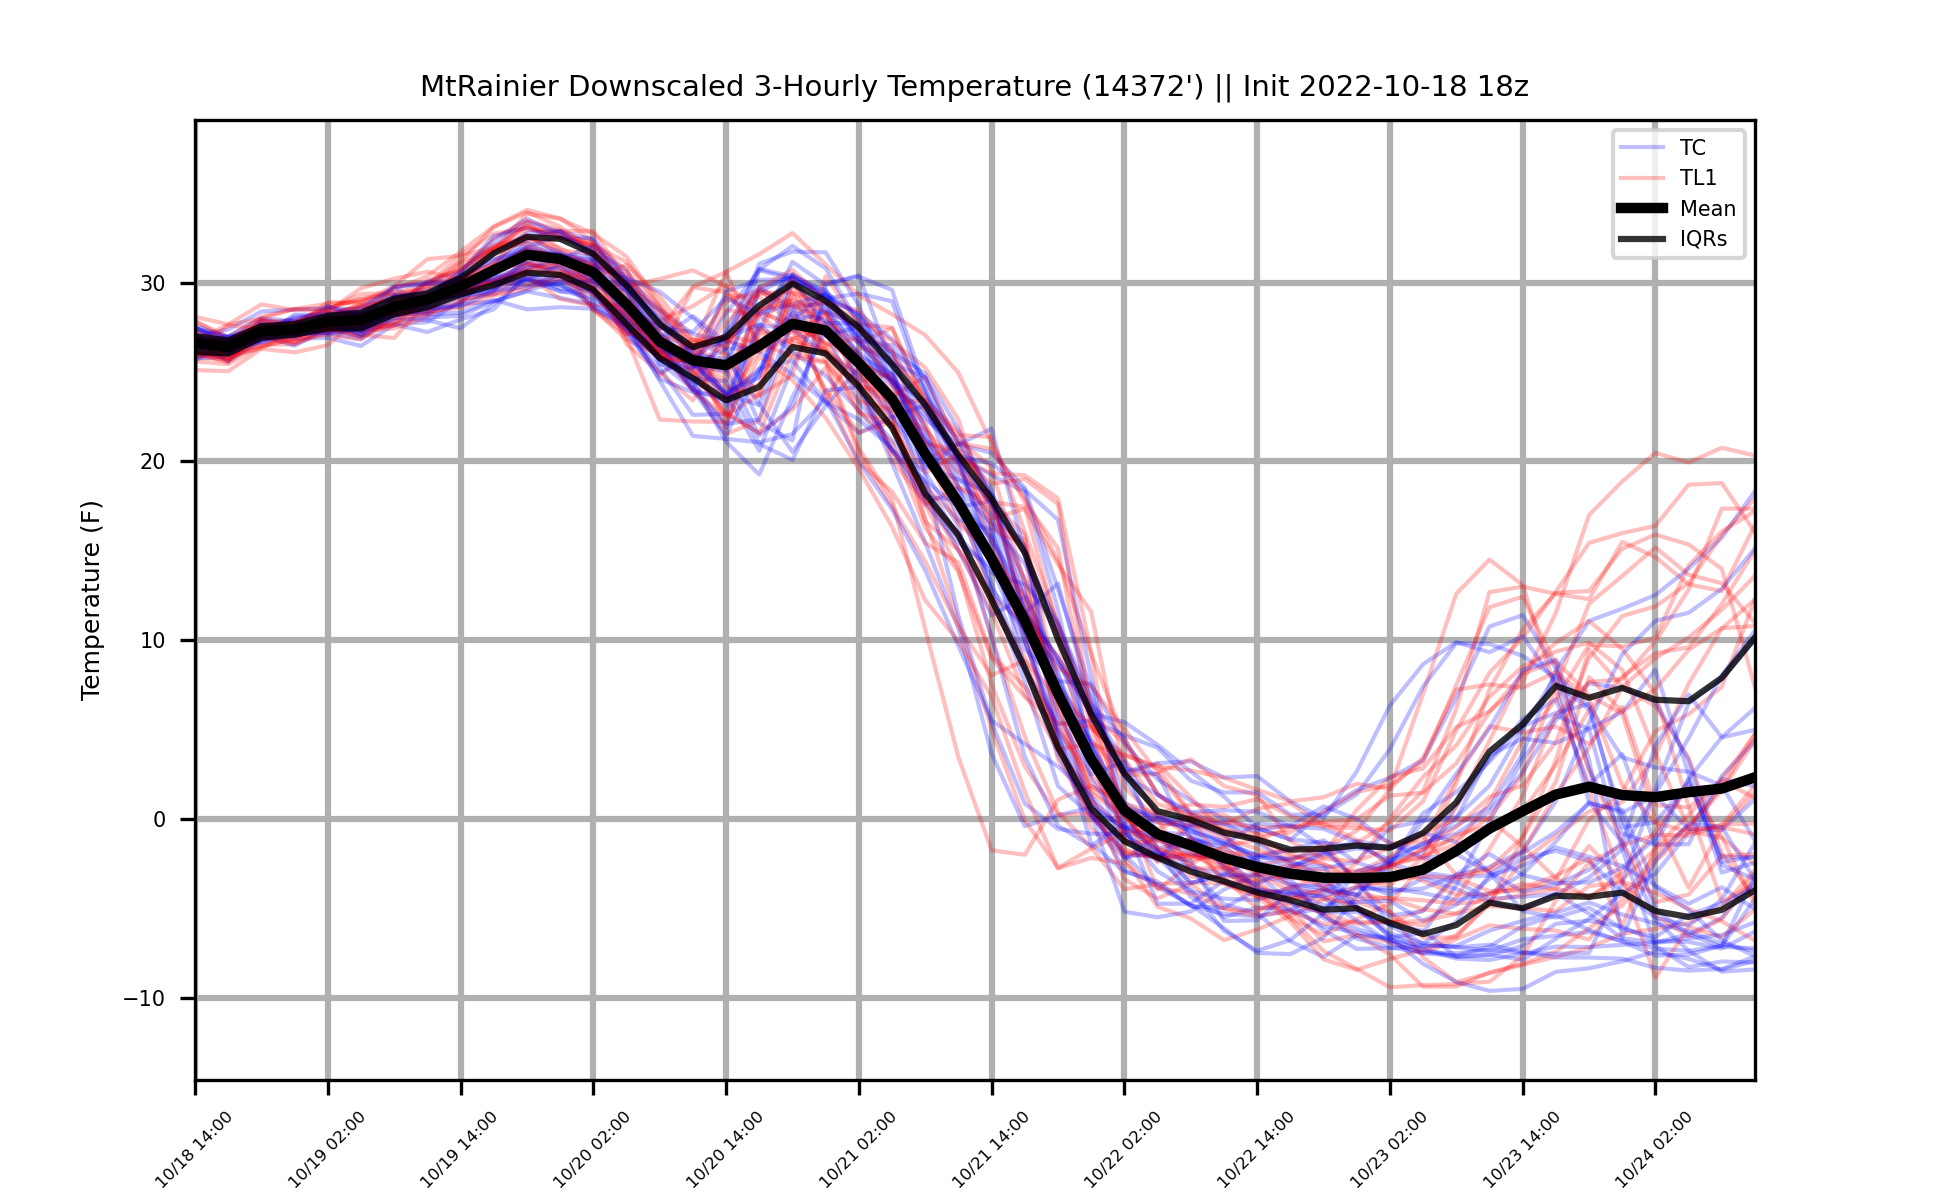 MtRainier Downscaled 3-Hourly Temperature (14372') || Init 2022-10-18 18z
TC
TL1
Mean
IQRs
Temperature (F)
30
20
10
0
−10
10/18 14:00
10/19 02:00
10/19 14:00
10/20 02:00
10/20 14:00
10/21 02:00
10/21 14:00
10/22 02:00
10/22 14:00
10/23 02:00
10/23 14:00
10/24 02:00